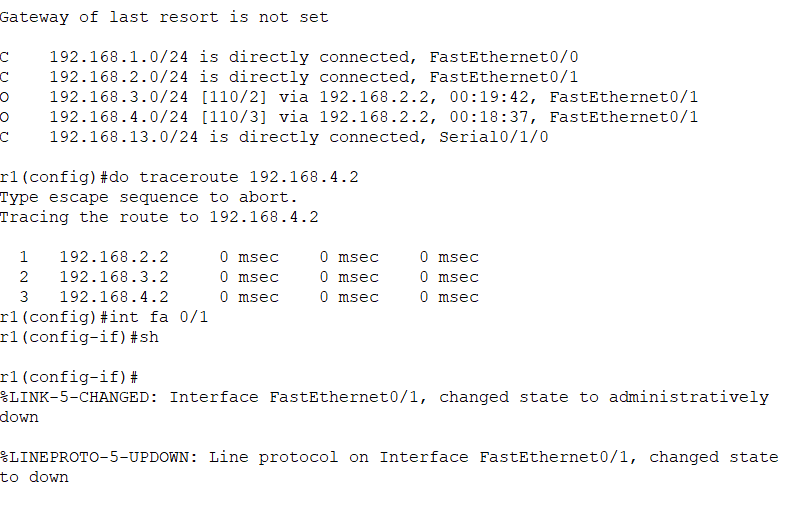 Gateway of last resort is not set
C    192.168.1.0/24 is directly connected, FastEthernet0/0
C    192.168.2.0/24 is directly connected, FastEthernet0/1
O    192.168.3.0/24 [110/2] via 192.168.2.2, 00:19:42, FastEthernet0/1
O    192.168.4.0/24 [110/3] via 192.168.2.2, 00:18:37, FastEthernet0/1
C    192.168.13.0/24 is directly connected, Serial0/1/0
r1(config)#do traceroute 192.168.4.2
Type escape sequence to abort.
Tracing the route to 192.168.4.2
  1   192.168.2.2     0 msec    0 msec    0 msec
  2   192.168.3.2     0 msec    0 msec    0 msec
  3   192.168.4.2     0 msec    0 msec    0 msec
r1(config)#int fa 0/1
r1(config-if)#sh
r1(config-if)#
%LINK-5-CHANGED: Interface FastEthernet0/1, changed state to administratively
down
%LINEPROTO-5-UPDOWN: Line protocol on Interface FastEthernet0/1, changed state
to down